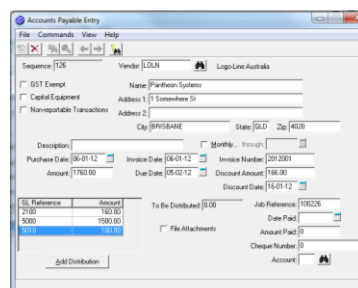 Accounts Payable Entry
File Commands View Help
Sequence: 126 Vendor: LOLN Logo-Line Australia
GST Exempt Name: Pantheon Systems
Capital Equipment Address 1: 1 Somewhere St
Non-reportable Transactions Address 2:
City: BRISBANE State: QLD Zip: 4020
Description: Monthly... through:
Purchase Date: 06-01-12 Invoice Date: 06-01-12 Invoice Number: 2012001
Amount: 1760.00 Due Date: 05-02-12 Discount Amount: 166.00
Discount Date: 16-01-12
GL Reference Amount To Be Distributed: 0.00 Job Reference: 100226
2100 160.00
5000 1500.00
5010 100.00
File Attachments Date Paid:
Amount Paid: 0
Cheque Number: 0
Add Distribution Account: